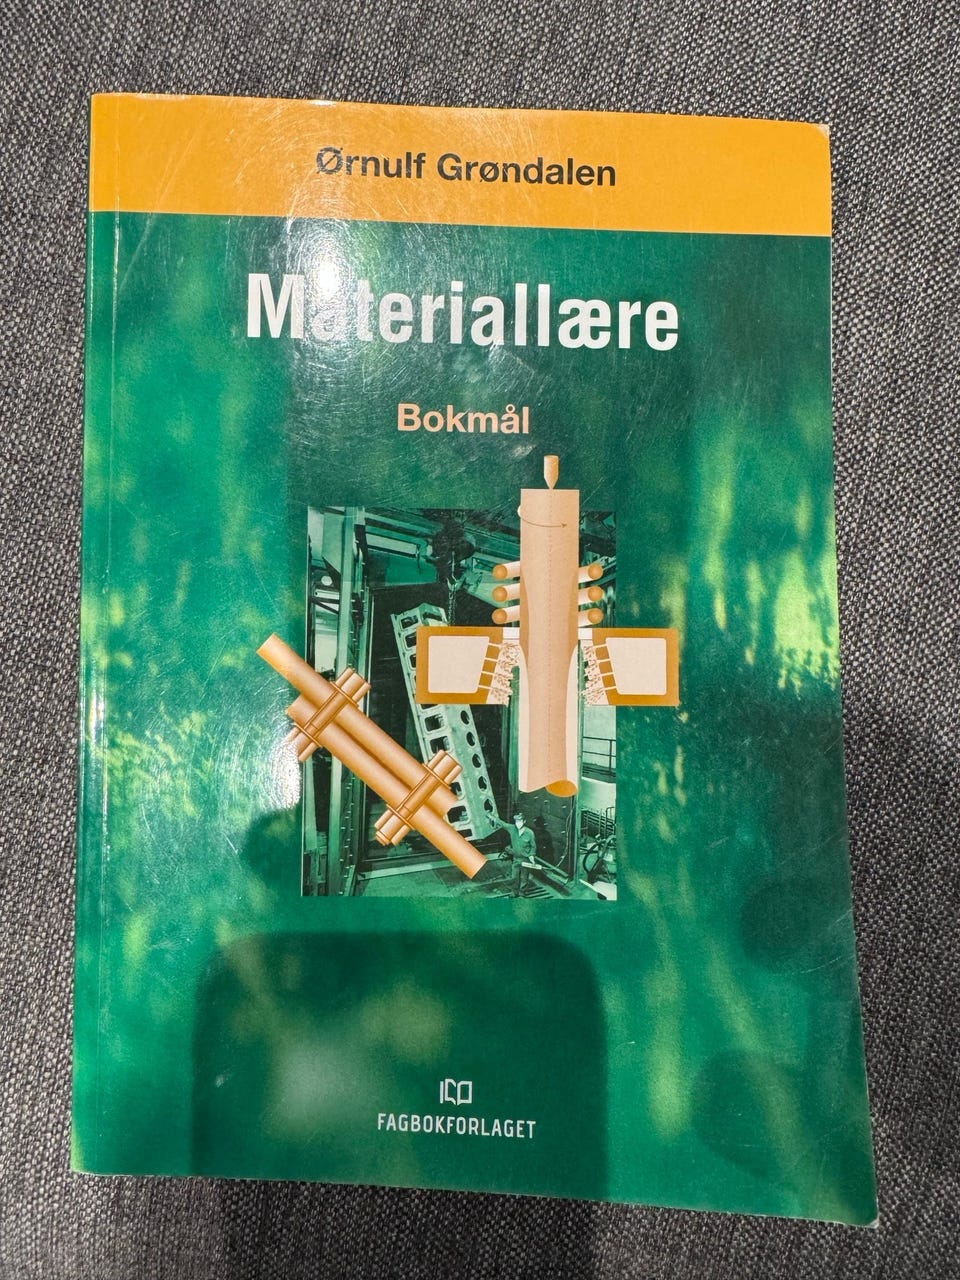 Ørnulf Grøndalen
Materiallære
Bokmål
FAGBOKFORLAGET